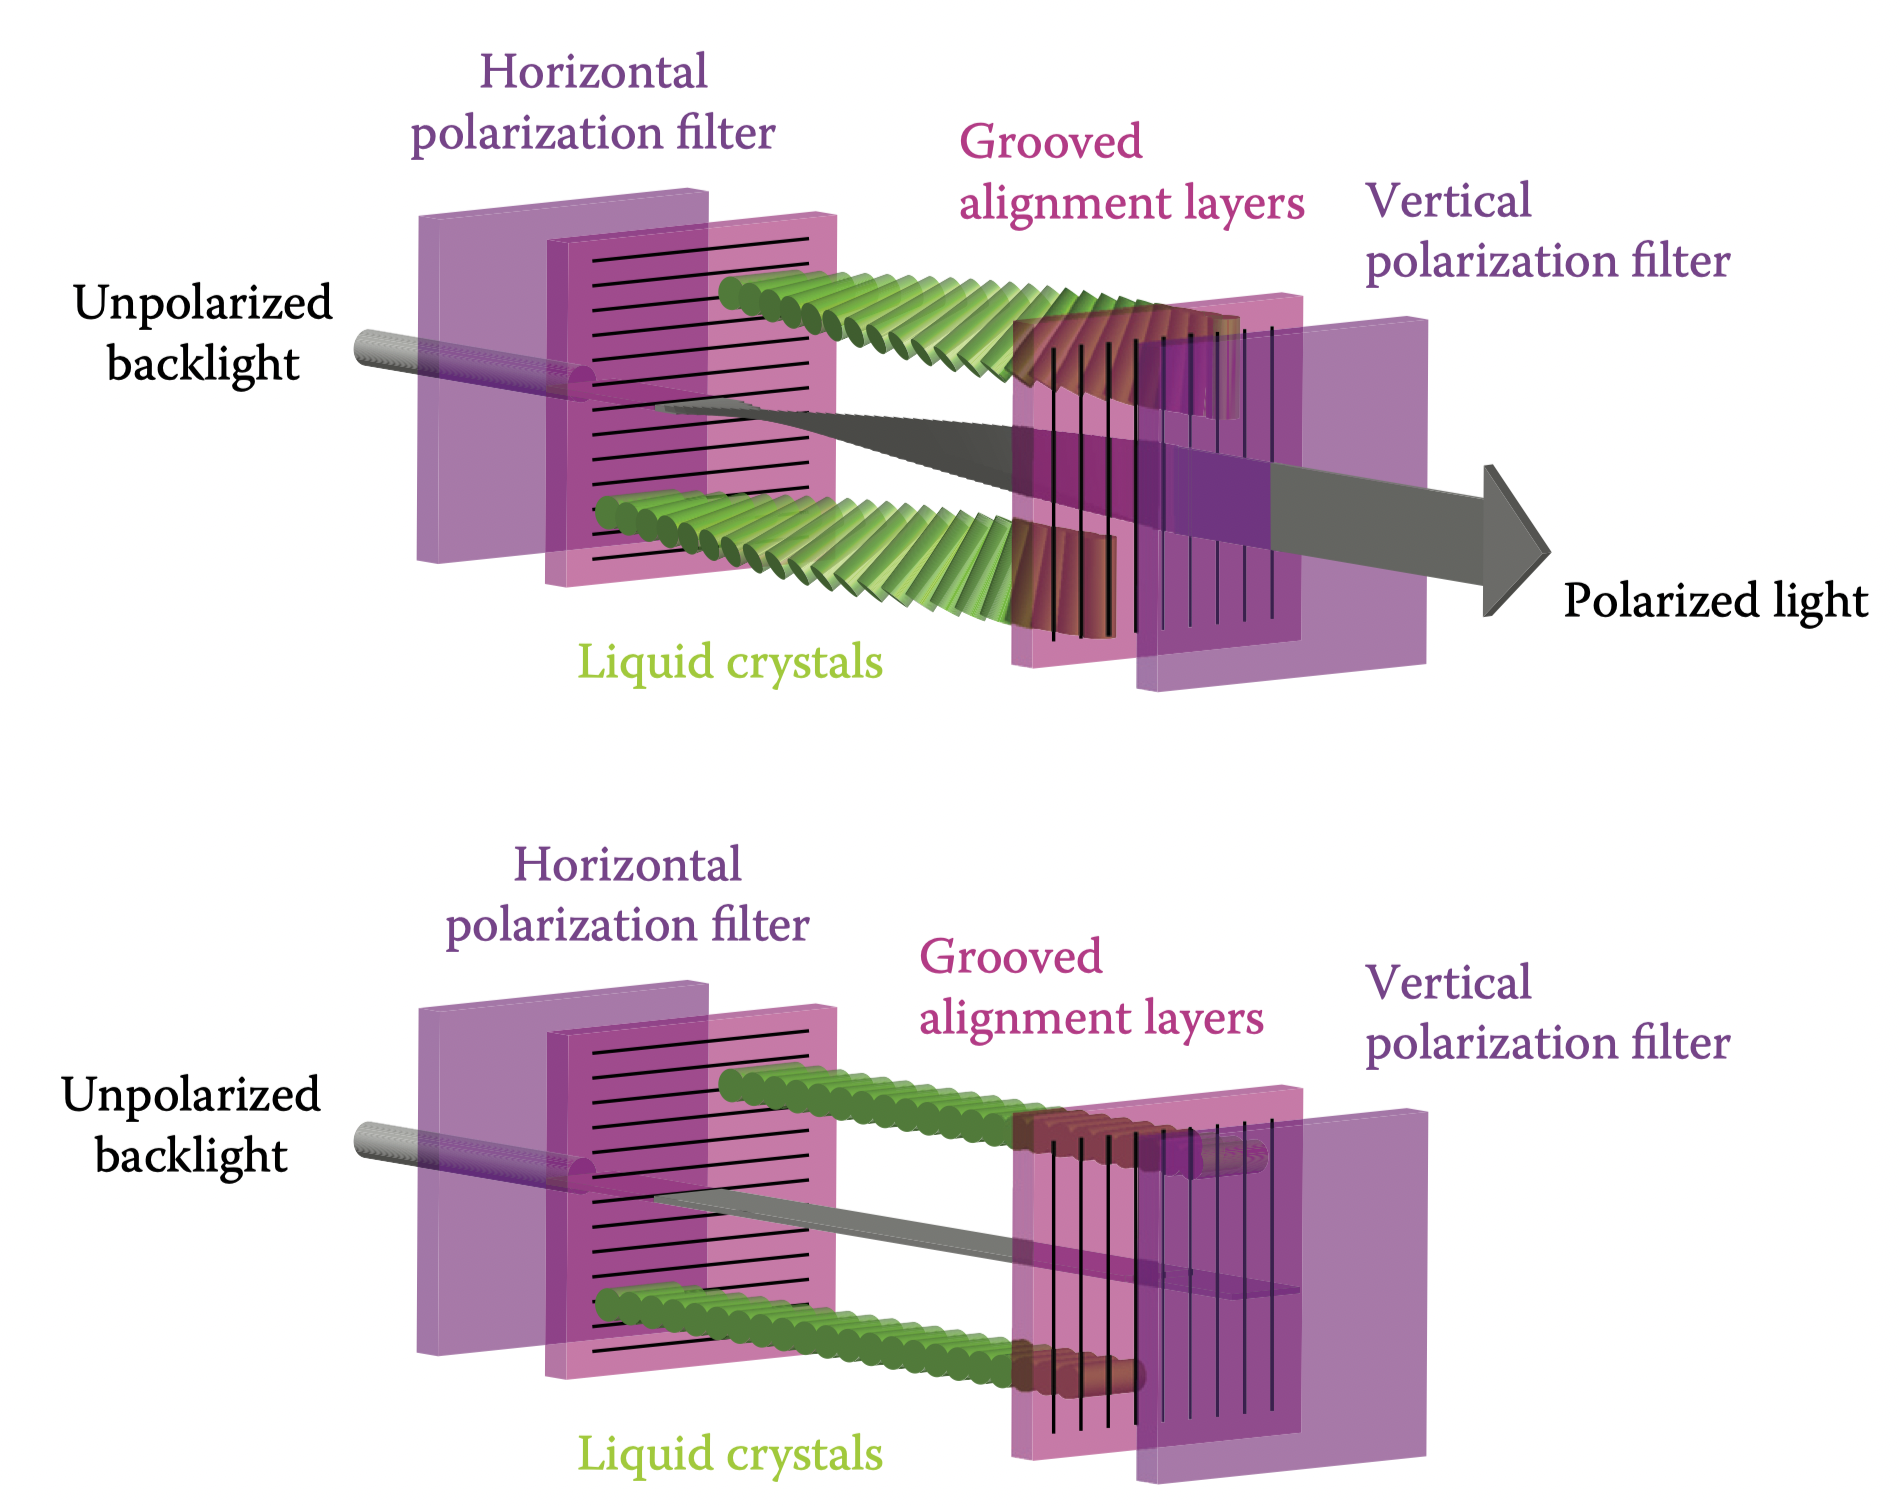 Horizontal
polarization filter
Grooved
alignment layers
Vertical
polarization filter
Unpolarized
backlight
Polarized light
Liquid crystals
Horizontal
polarization filter
Grooved
alignment layers
Vertical
polarization filter
Unpolarized
backlight
Liquid crystals